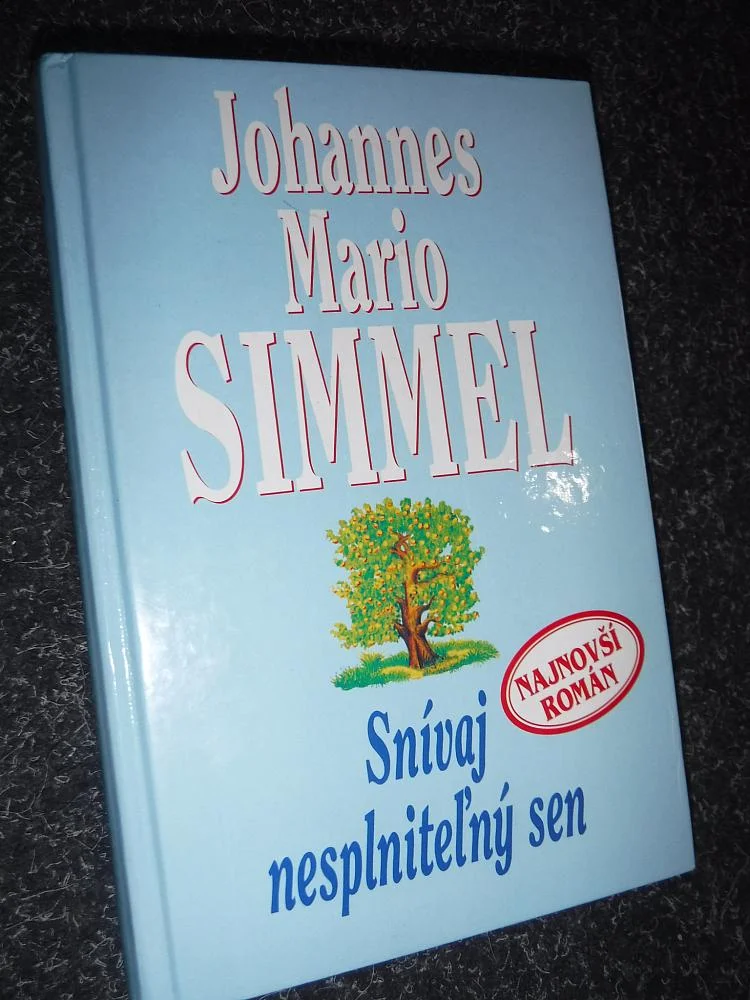 Johannes
Mario
SIMMEL
NAJNOVŠÍ
ROMÁN
Snívaj
nesplniteľný sen